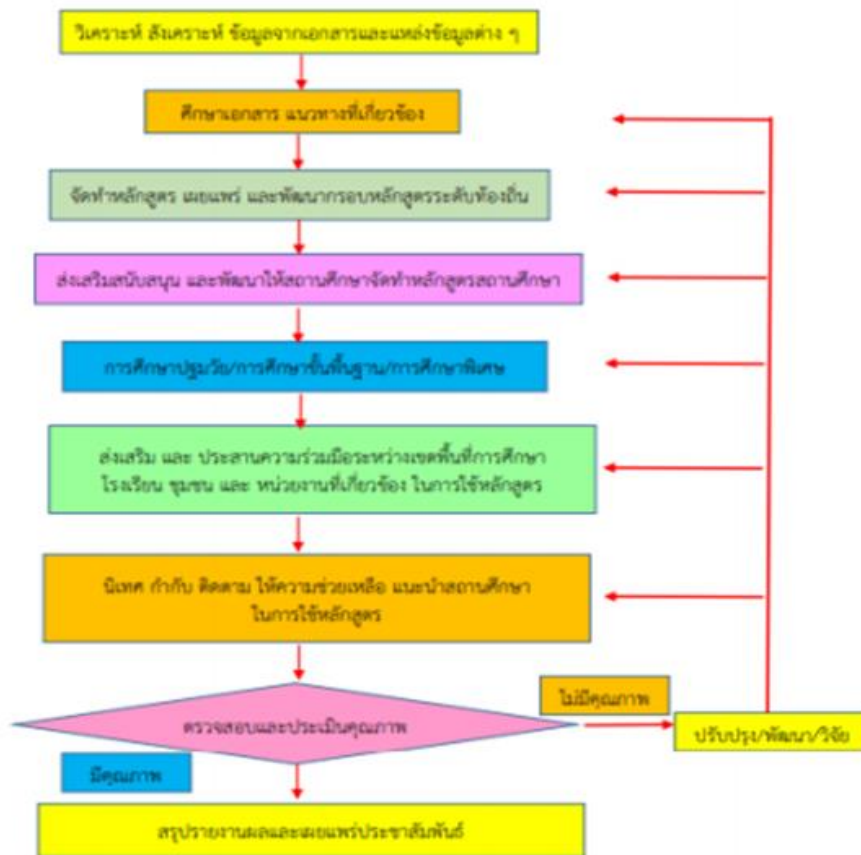 วิเคราะห์ สังเคราะห์ ข้อมูลจากเอกสารและแหล่งข้อมูลต่าง ๆ
ศึกษาเอกสาร แนวทางที่เกี่ยวข้อง
จัดทำหลักสูตร เผยแพร่ และพัฒนากรอบหลักสูตรระดับท้องถิ่น
ส่งเสริมสนับสนุน และพัฒนาให้สถานศึกษาจัดทำหลักสูตรสถานศึกษา
การศึกษาปฐมวัย/การศึกษาขั้นพื้นฐาน/การศึกษาพิเศษ
ส่งเสริม และ ประสานความร่วมมือระหว่างเขตพื้นที่การศึกษา
โรงเรียน ชุมชน และ หน่วยงานที่เกี่ยวข้อง ในการใช้หลักสูตร
นิเทศ กำกับ ติดตาม ให้ความช่วยเหลือ แนะนำสถานศึกษา
ในการใช้หลักสูตร
ไม่มีคุณภาพ
ตรวจสอบและประเมินคุณภาพ
ปรับปรุง/พัฒนา/วิจัย
มีคุณภาพ
สรุปรายงานผลและเผยแพร่ประชาสัมพันธ์